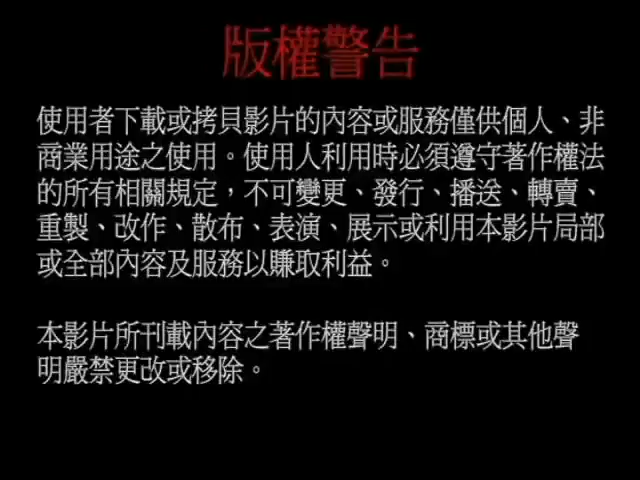 版權警告
使用者下載或拷貝影片的內容或服務僅供個人、非
商業用途之使用。使用人利用時必須遵守著作權法
的所有相關規定，不可變更、發行、播送、轉賣、
重製、改作、散布、表演、展示或利用本影片局部
或全部內容及服務以賺取利益。
本影片所刊載內容之著作權聲明、商標或其他聲
明嚴禁更改或移除。